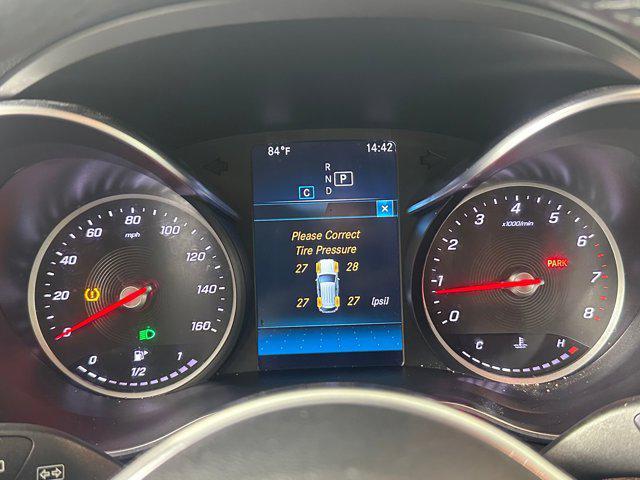 84°F 14:42
R
N P
C D
×
Please Correct
Tire Pressure
27 28
27 27 [psi]
0 20 40 60 80 100 120 140 160
mph
0 1/2 1
0 1 2 3 4 5 6 7 8
x1000/min
PARK
C H